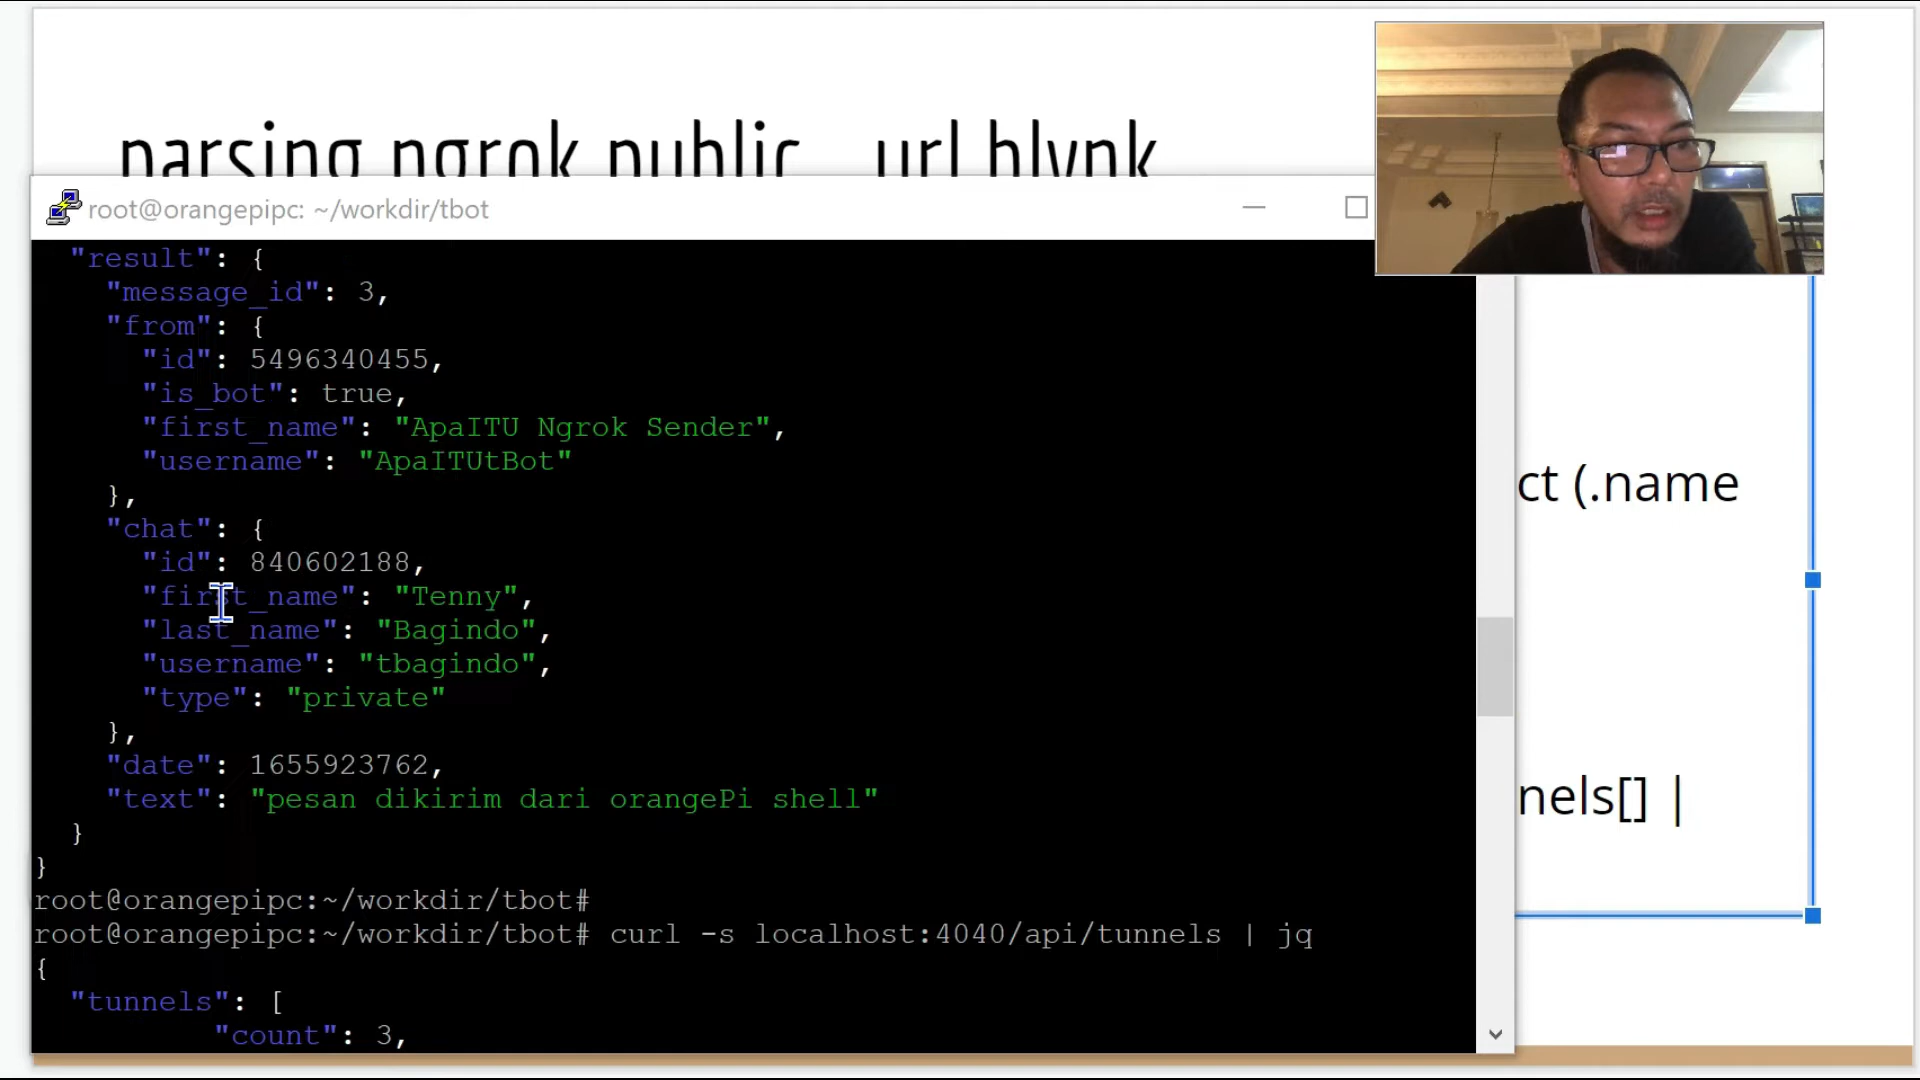 parsing ngrok public_url blynk
root@orangepipc: ~/workdir/tbot
"result": {
"message_id": 3,
"from": {
"id": 5496340455,
"is_bot": true,
"first_name": "ApaITU Ngrok Sender",
"username": "ApaITUtBot"
},
"chat": {
"id": 840602188,
"first_name": "Tenny",
"last_name": "Bagindo",
"username": "tbagindo",
"type": "private"
},
"date": 1655923762,
"text": "pesan dikirim dari orangePi shell"
}
}
root@orangepipc:~/workdir/tbot#
root@orangepipc:~/workdir/tbot# curl -s localhost:4040/api/tunnels | jq
{
"tunnels": [
"count": 3,
ct (.name
nels[] |